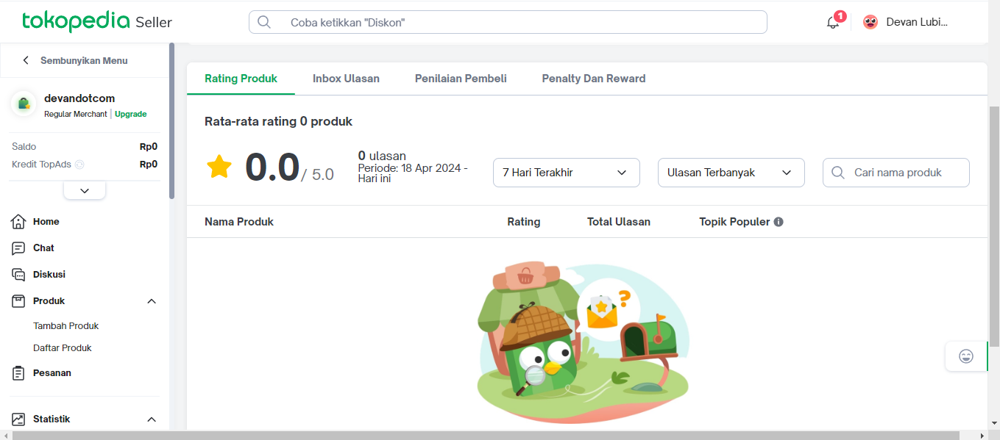 tokopedia Seller
Coba ketikkan "Diskon"
1
Devan Lubi...
Sembunyikan Menu
devandotcom
Regular Merchant | Upgrade
Saldo Rp0
Kredit TopAds Rp0
Home
Chat
Diskusi
Produk
Tambah Produk
Daftar Produk
Pesanan
Statistik
Rating Produk Inbox Ulasan Penilaian Pembeli Penalty Dan Reward
Rata-rata rating 0 produk
0.0 / 5.0
0 ulasan
Periode: 18 Apr 2024 -
Hari ini
7 Hari Terakhir
Ulasan Terbanyak
Cari nama produk
Nama Produk Rating Total Ulasan Topik Populer
?